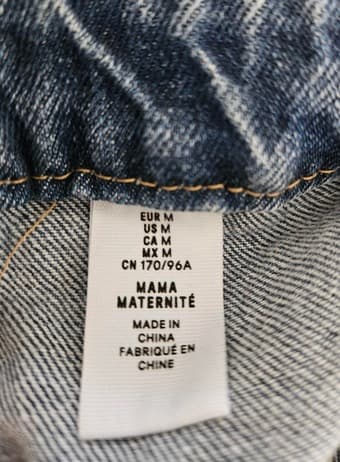 EUR M
US M
CA M
MX M
CN 170/96A
MAMA
MATERNITÉ
MADE IN
CHINA
FABRIQUÉ EN
CHINE